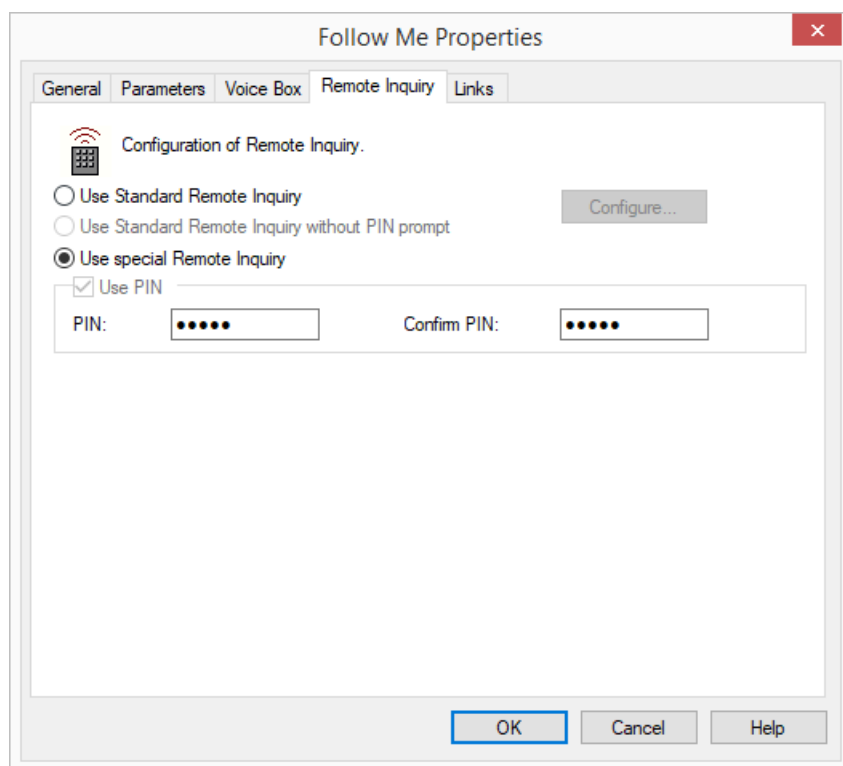 Follow Me Properties
General Parameters Voice Box Remote Inquiry Links
Configuration of Remote Inquiry.
Use Standard Remote Inquiry
Configure...
Use Standard Remote Inquiry without PIN prompt
Use special Remote Inquiry
Use PIN
PIN: ●●●●● Confirm PIN: ●●●●●
OK Cancel Help